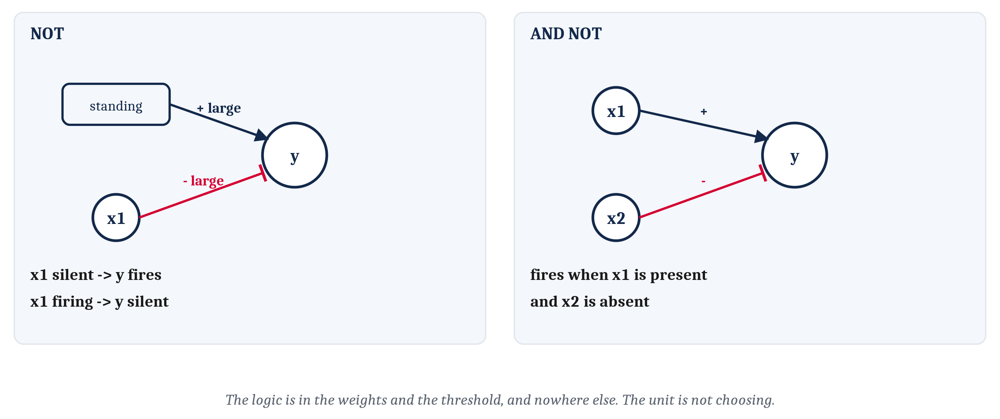 NOT
standing
+ large
y
- large
x1
x1 silent -> y fires
x1 firing -> y silent
AND NOT
x1
+
y
-
x2
fires when x1 is present
and x2 is absent
The logic is in the weights and the threshold, and nowhere else. The unit is not choosing.